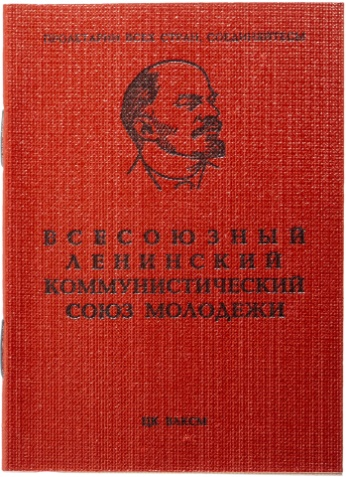 ПРОЛЕТАРИИ ВСЕХ СТРАН, СОЕДИНЯЙТЕСЬ!
ВСЕСОЮЗНЫЙ
ЛЕНИНСКИЙ
КОММУНИСТИЧЕСКИЙ
СОЮЗ МОЛОДЕЖИ
ЦК ВЛКСМ